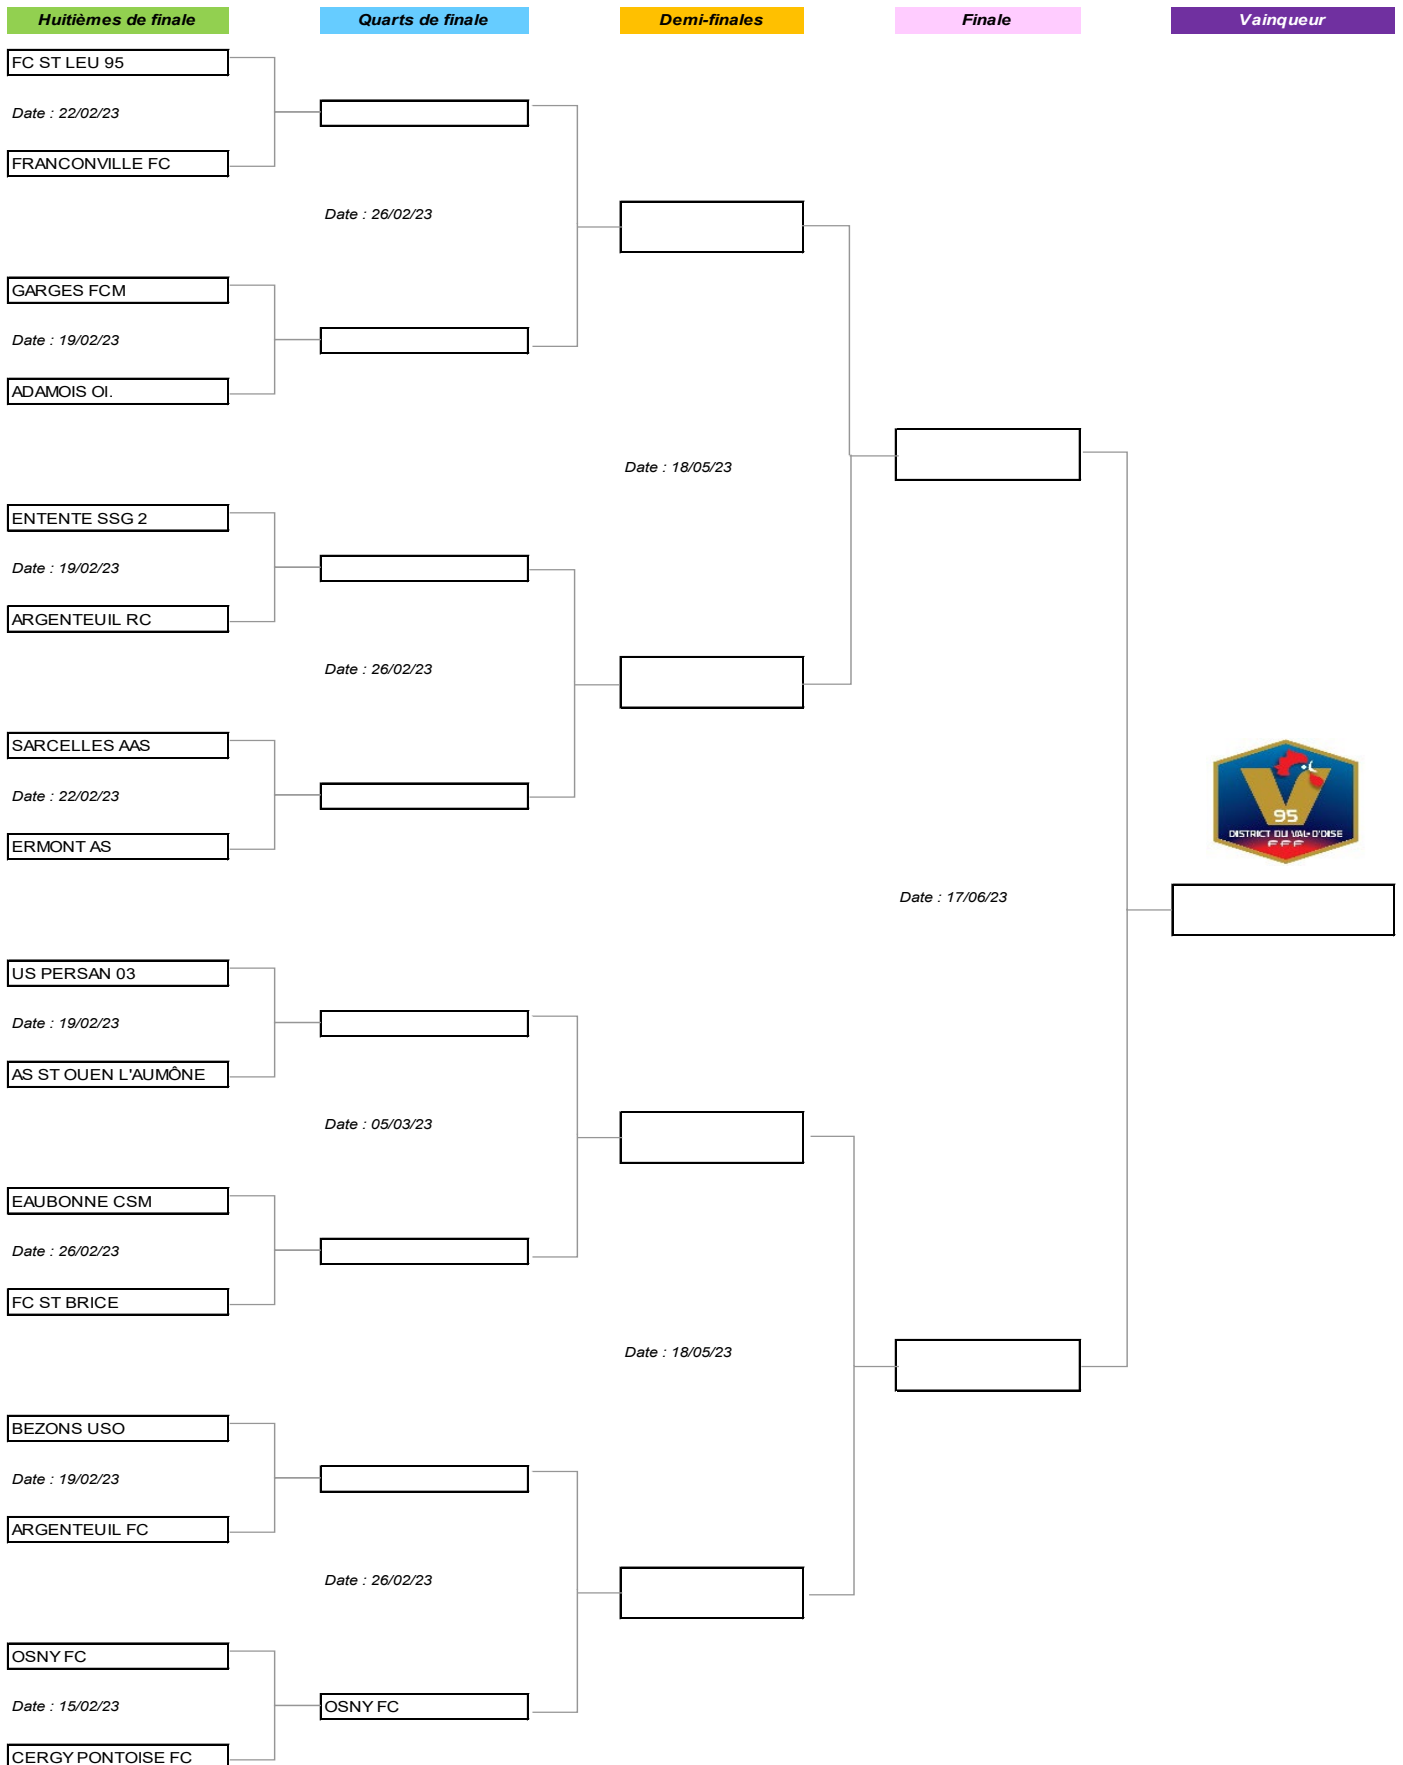 Huitièmes de finale
Quarts de finale
Demi-finales
Finale
Vainqueur
FC ST LEU 95
Date : 22/02/23
FRANCONVILLE FC
Date : 26/02/23
GARGES FCM
Date : 19/02/23
ADAMOIS Ol.
Date : 18/05/23
ENTENTE SSG 2
Date : 19/02/23
ARGENTEUIL RC
Date : 26/02/23
SARCELLES AAS
Date : 22/02/23
ERMONT AS
95
DISTRICT DU VAL-D'OISE
FFF
Date : 17/06/23
US PERSAN 03
Date : 19/02/23
AS ST OUEN L'AUMÔNE
Date : 05/03/23
EAUBONNE CSM
Date : 26/02/23
FC ST BRICE
Date : 18/05/23
BEZONS USO
Date : 19/02/23
ARGENTEUIL FC
Date : 26/02/23
OSNY FC
Date : 15/02/23
OSNY FC
CERGY PONTOISE FC